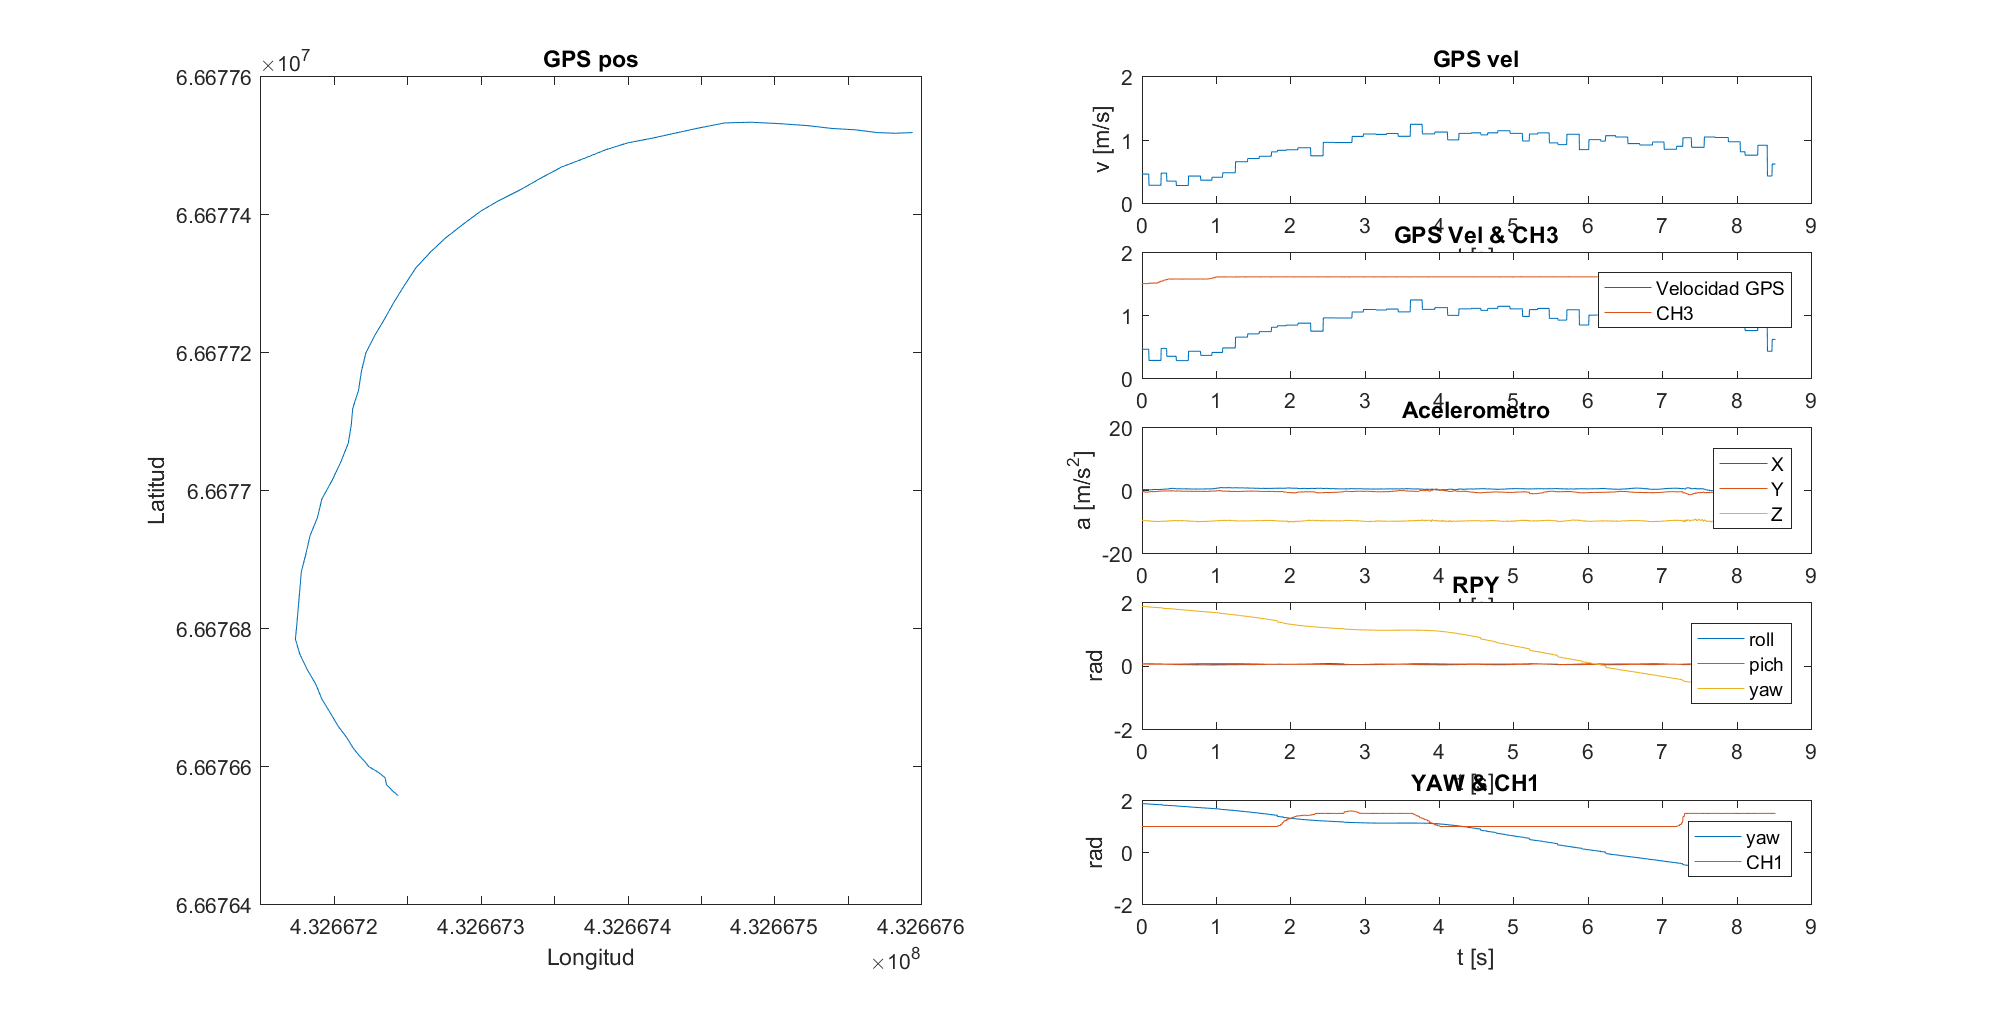 GPS pos
×10^7
6.66776
6.66774
6.66772
6.6677
6.66768
6.66766
6.66764
Latitud
4.326672 4.326673 4.326674 4.326675 4.326676
Longitud
×10^8
GPS vel
v [m/s]
2
1
0
0 1 2 3 4 5 6 7 8 9
GPS Vel & CH3
2
1
0
Velocidad GPS
CH3
0 1 2 3 4 5 6 7 8 9
Acelerometro
a [m/s^2]
20
0
-20
X
Y
Z
0 1 2 3 4 5 6 7 8 9
RPY
rad
2
0
-2
roll
pich
yaw
0 1 2 3 4 5 6 7 8 9
t [s]
YAW & CH1
rad
2
0
-2
yaw
CH1
0 1 2 3 4 5 6 7 8 9
t [s]